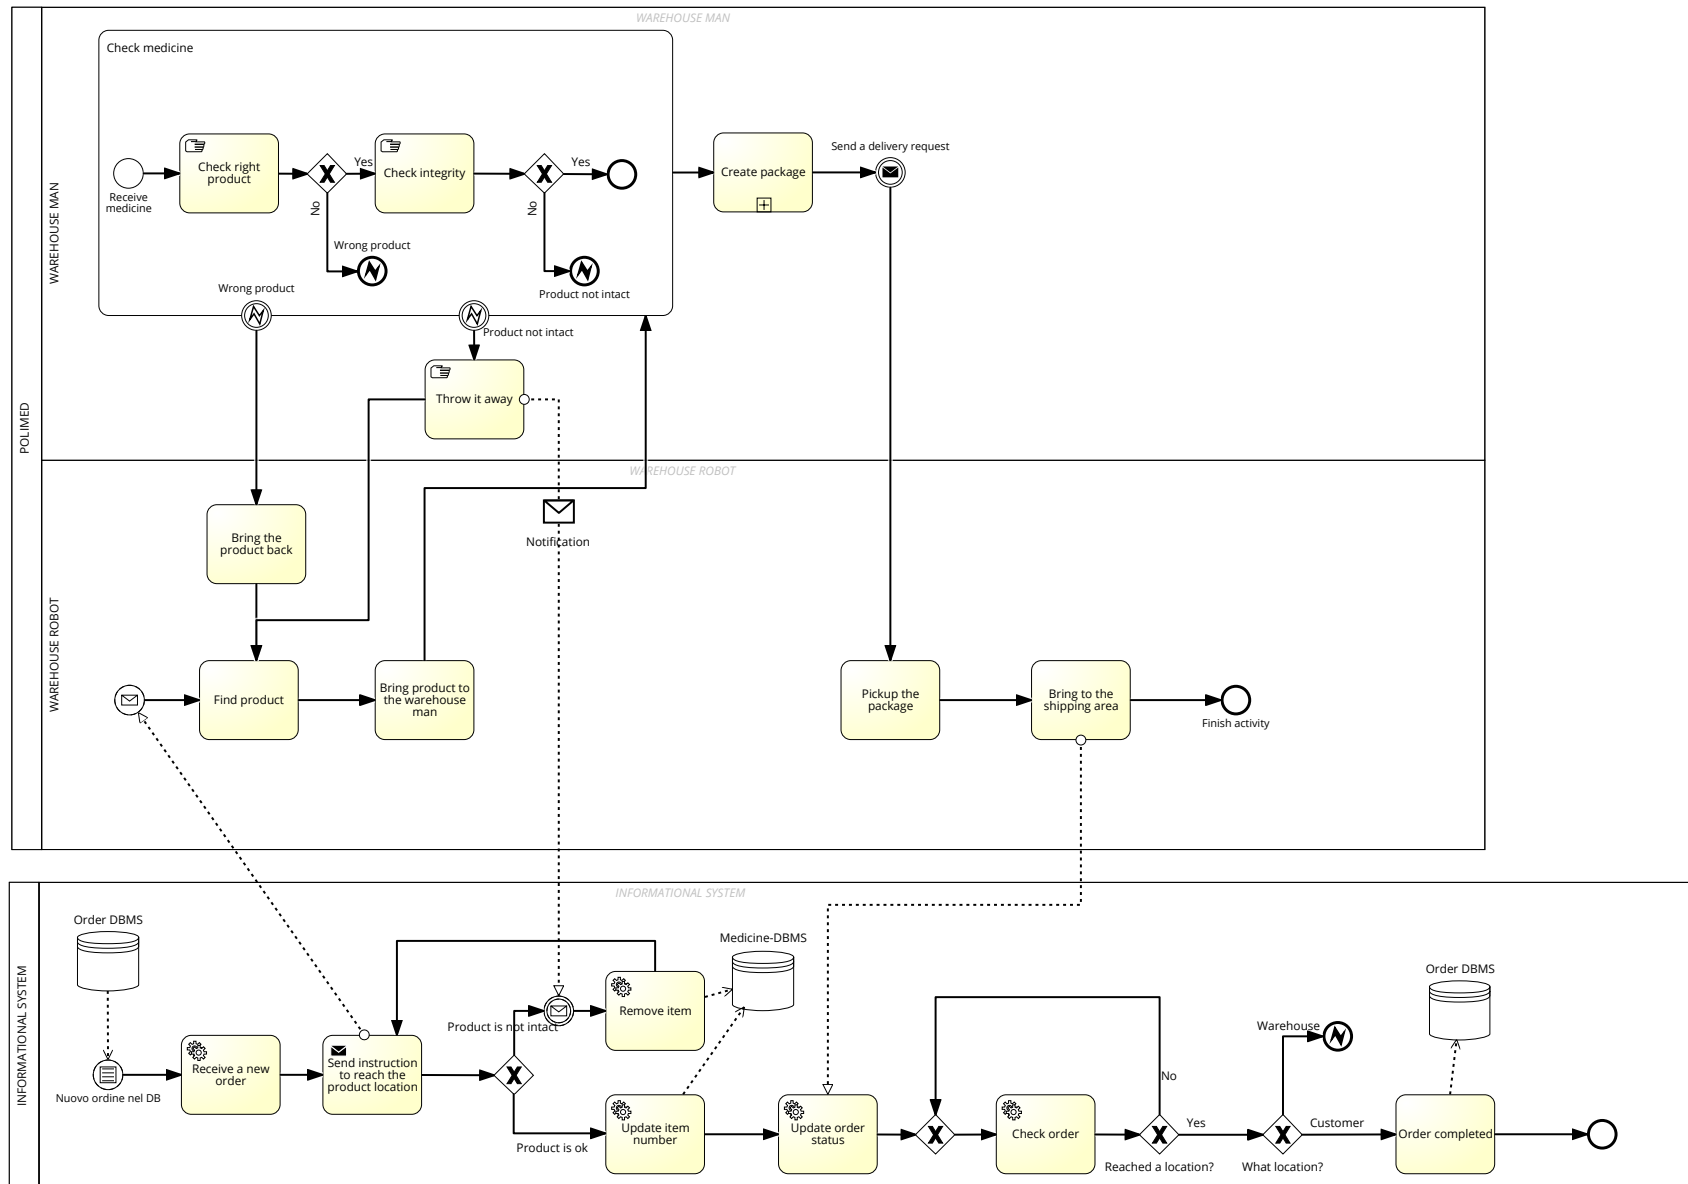 WAREHOUSE MAN
Check medicine
Send a delivery request
Yes
Yes
Check right
product
Check integrity
Create package
Receive
medicine
No
No
WAREHOUSE MAN
Wrong product
Product not intact
Wrong product
Product not intact
Throw it away
POLIMED
WAREHOUSE ROBOT
Bring the
product back
Notification
WAREHOUSE ROBOT
Find product
Bring product to
the warehouse
man
Pickup the
package
Bring to the
shipping area
Finish activity
INFORMATIONAL SYSTEM
Order DBMS
Medicine-DBMS
Order DBMS
INFORMATIONAL SYSTEM
Product is not intact
Remove item
Warehouse
Receive a new
order
Send instruction
to reach the
product location
No
Nuovo ordine nel DB
Update item
number
Update order
status
Check order
Yes
Customer
Order completed
Product is ok
Reached a location?
What location?